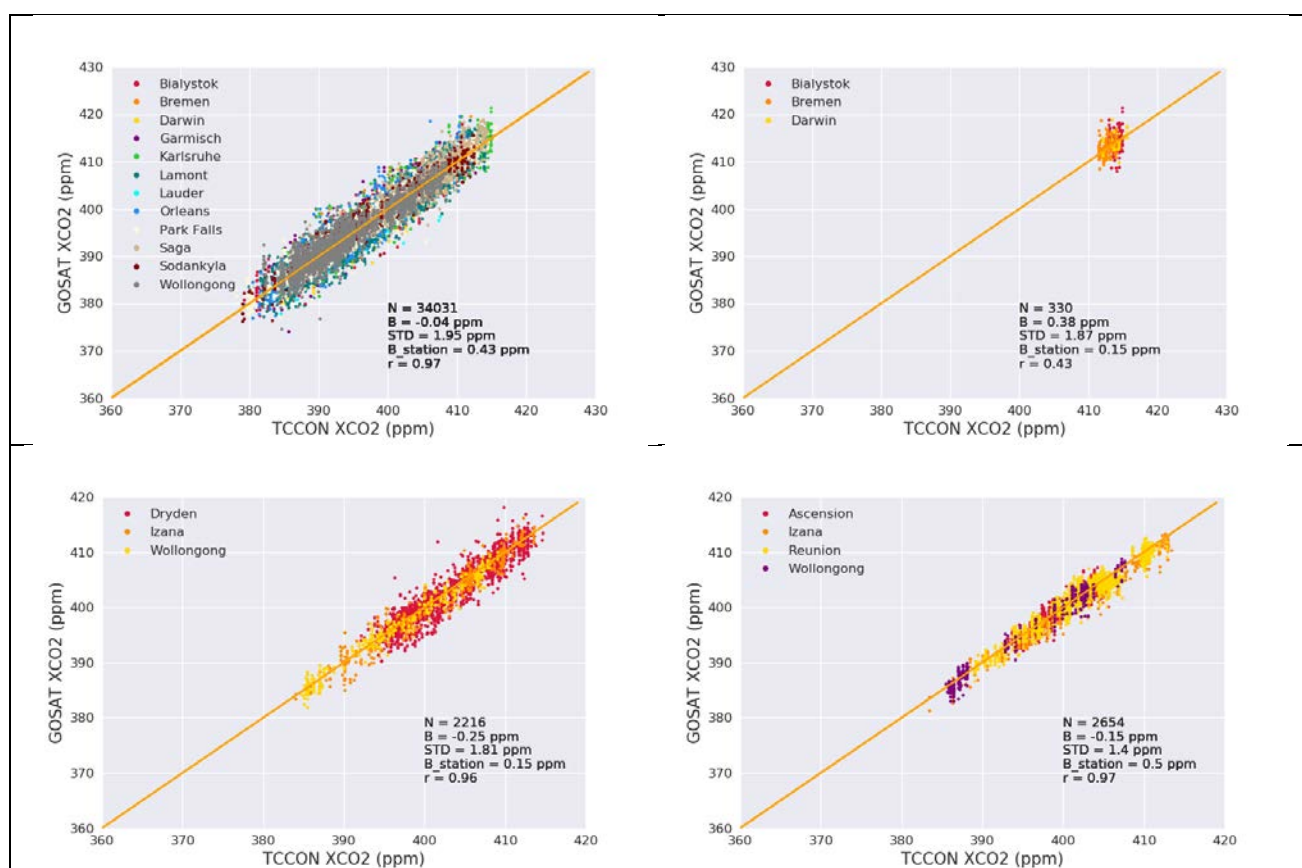 430
420
410
400
390
380
370
360
GOSAT XCO2 (ppm)
Bialystok
Bremen
Darwin
Garmisch
Karlsruhe
Lamont
Lauder
Orleans
Park Falls
Saga
Sodankyla
Wollongong
N = 34031
B = -0.04 ppm
STD = 1.95 ppm
B_station = 0.43 ppm
r = 0.97
360 370 380 390 400 410 420 430
TCCON XCO2 (ppm)
430
420
410
400
390
380
370
360
GOSAT XCO2 (ppm)
Bialystok
Bremen
Darwin
N = 330
B = 0.38 ppm
STD = 1.87 ppm
B_station = 0.15 ppm
r = 0.43
360 370 380 390 400 410 420 430
TCCON XCO2 (ppm)
420
410
400
390
380
370
360
GOSAT XCO2 (ppm)
Dryden
Izana
Wollongong
N = 2216
B = -0.25 ppm
STD = 1.81 ppm
B_station = 0.15 ppm
r = 0.96
360 370 380 390 400 410 420
TCCON XCO2 (ppm)
420
410
400
390
380
370
360
GOSAT XCO2 (ppm)
Ascension
Izana
Reunion
Wollongong
N = 2654
B = -0.15 ppm
STD = 1.4 ppm
B_station = 0.5 ppm
r = 0.97
360 370 380 390 400 410 420
TCCON XCO2 (ppm)